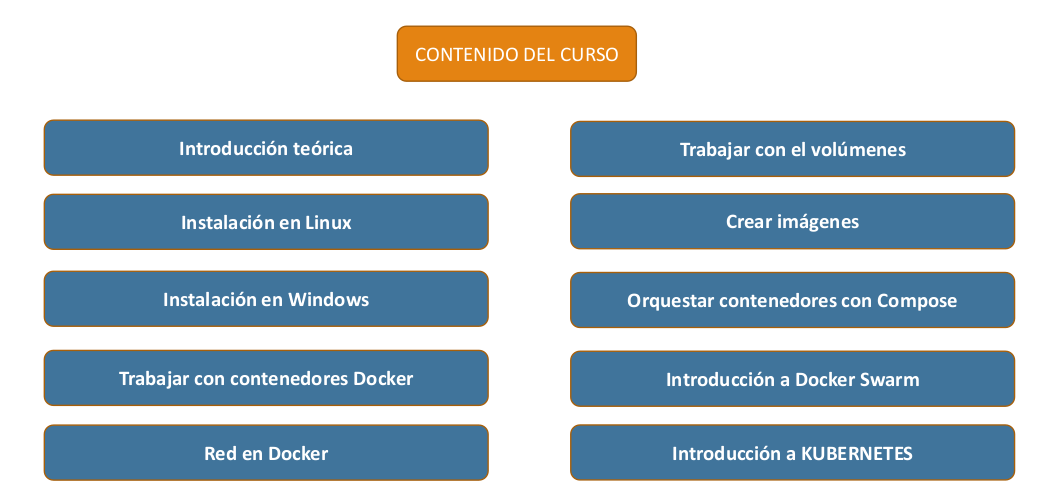 CONTENIDO DEL CURSO
Introducción teórica
Instalación en Linux
Instalación en Windows
Trabajar con contenedores Docker
Red en Docker
Trabajar con el volúmenes
Crear imágenes
Orquestar contenedores con Compose
Introducción a Docker Swarm
Introducción a KUBERNETES